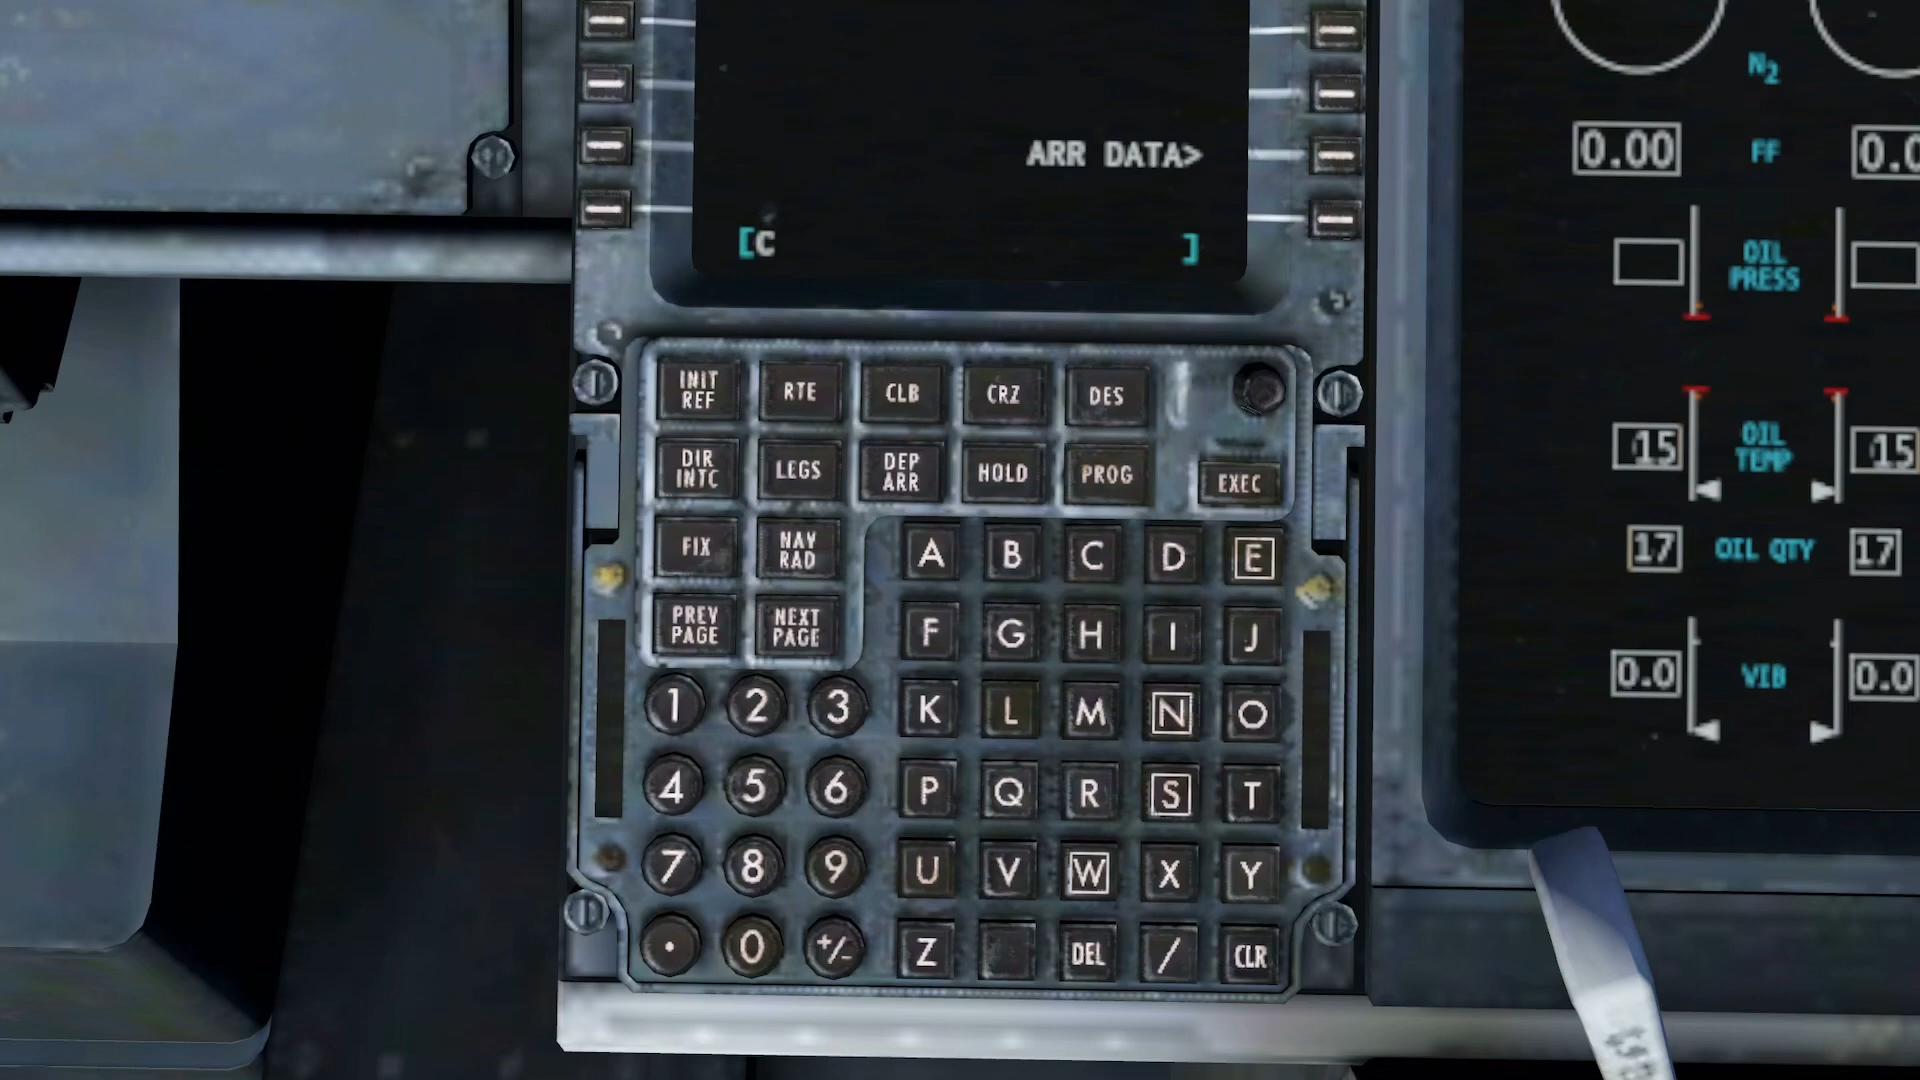 N2
0.00 FF 0.0
ARR DATA>
[C ]
OIL
PRESS
INIT
REF
RTE
CLB
CRZ
DES
DIR
INTC
LEGS
DEP
ARR
HOLD
PROG
EXEC
15 OIL
TEMP 15
FIX
NAV
RAD
A B C D E
17 OIL QTY 17
PREV
PAGE
NEXT
PAGE
F G H I J
0.0 VIB 0.0
1 2 3 K L M N O
4 5 6 P Q R S T
7 8 9 U V W X Y
. 0 +/- Z DEL / CLR